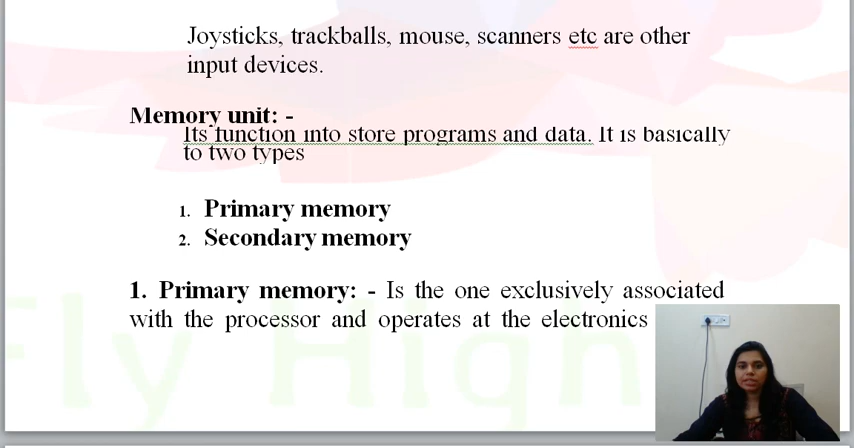 Joysticks, trackballs, mouse, scanners etc are other
input devices.
Memory unit: -
Its function into store programs and data. It is basically
to two types
1. Primary memory
2. Secondary memory
1. Primary memory: - Is the one exclusively associated
with the processor and operates at the electronics
Fly High